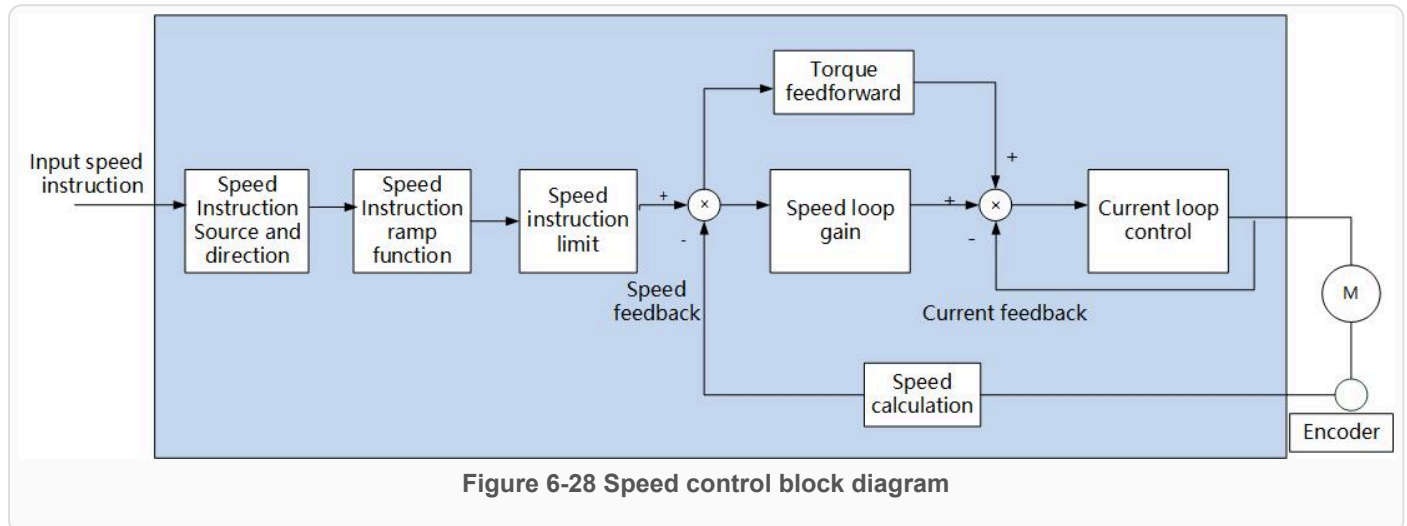 Torque
feedforward
Input speed
instruction
Speed
Instruction
Source and
direction
Speed
Instruction
ramp
function
Speed
instruction
limit
+
×
-
Speed loop
gain
+
+
×
-
Current loop
control
Speed
feedback
Current feedback
M
Speed
calculation
Encoder
Figure 6-28 Speed control block diagram